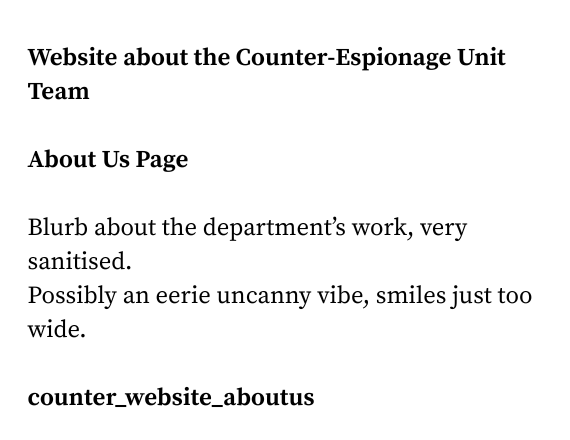 Website about the Counter-Espionage Unit
Team
About Us Page
Blurb about the department’s work, very
sanitised.
Possibly an eerie uncanny vibe, smiles just too
wide.
counter_website_aboutus